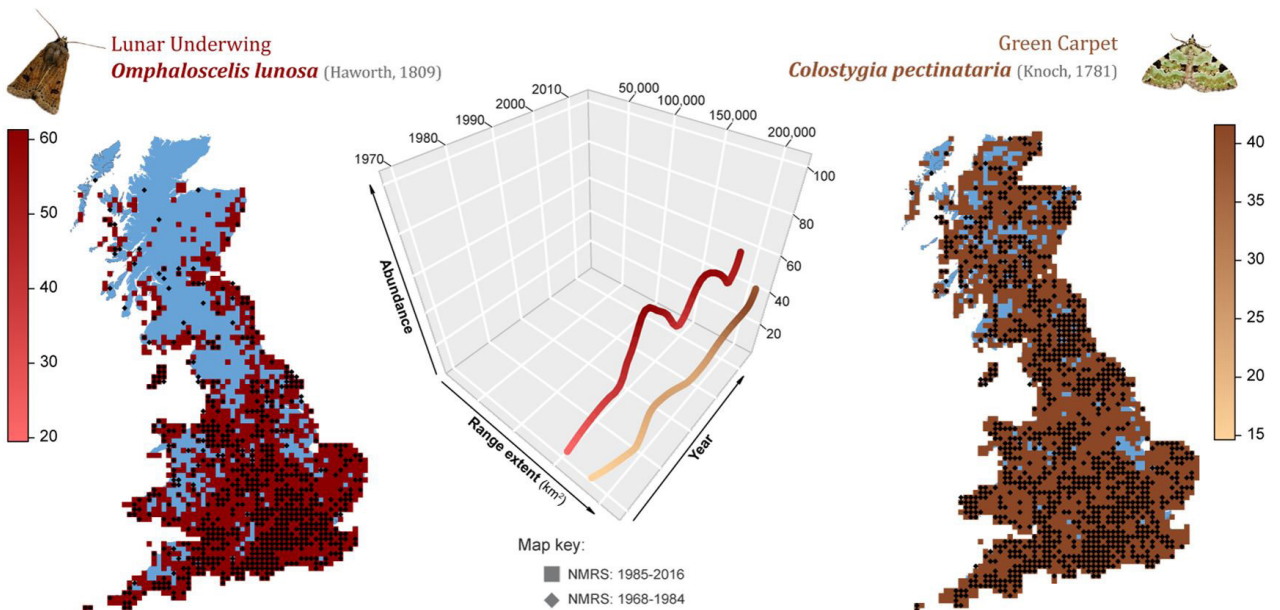 Lunar Underwing
Omphaloscelis lunosa (Haworth, 1809)
Green Carpet
Colostygia pectinataria (Knoch, 1781)
60
50
40
30
20
1970
1980
1990
2000
2010
50,000
100,000
150,000
200,000
100
80
60
40
20
Abundance
Range extent (km²)
Year
40
35
30
25
20
15
Map key:
NMRS: 1985-2016
NMRS: 1968-1984